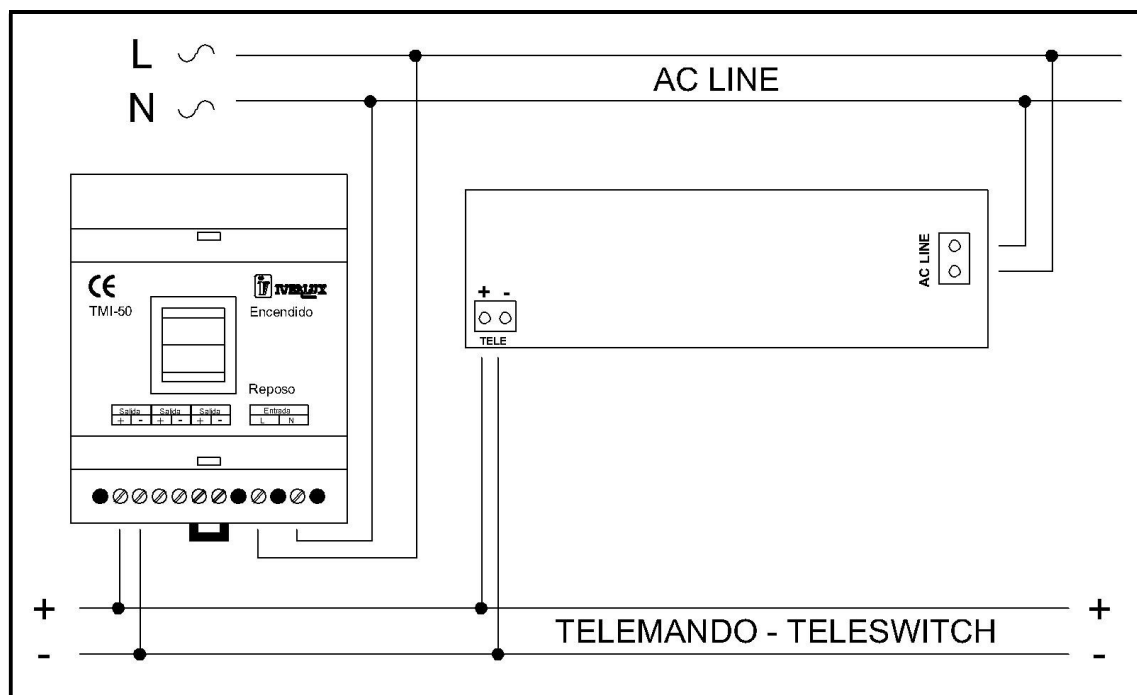 L
AC LINE
N
CE
IVERLUX
TMI-50
Encendido
Reposo
Salida Salida Salida Entrada
+ - + - + - L N
AC LINE
+ -
TELE
+ +
TELEMANDO - TELESWITCH
- -